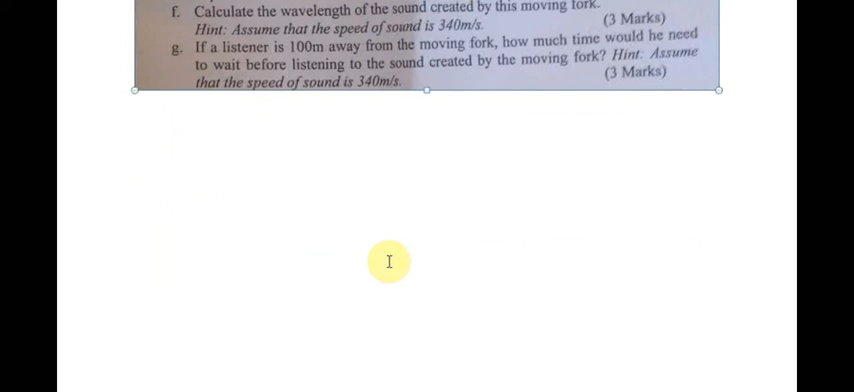 f. Calculate the wavelength of the sound created by this moving fork.
Hint: Assume that the speed of sound is 340m/s. (3 Marks)
g. If a listener is 100m away from the moving fork, how much time would he need
to wait before listening to the sound created by the moving fork? Hint: Assume
that the speed of sound is 340m/s. (3 Marks)